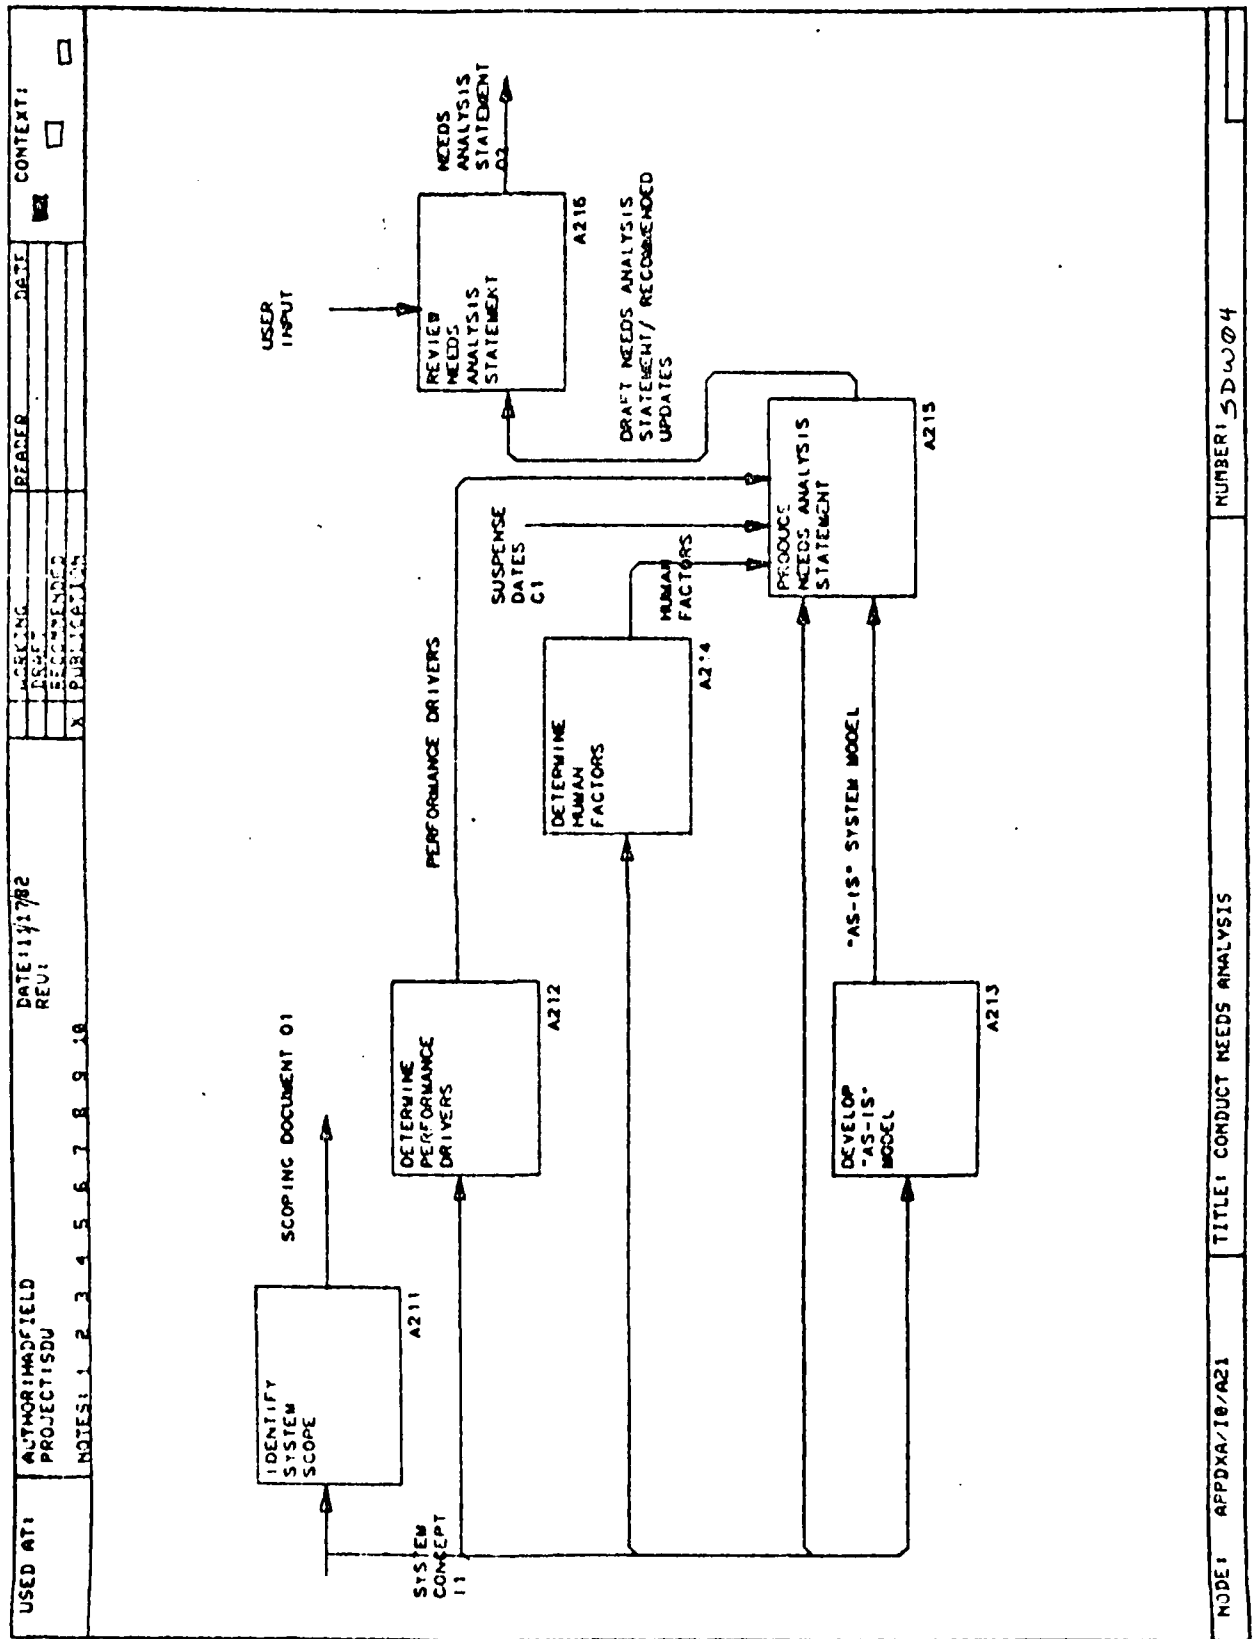 USED AT:
AUTHOR:HADFIELD
PROJECT:SDW
NOTES: 1 2 3 4 5 6 7 8 9 10
DATE:11/17/82
REV:
WORKING
DRAFT
RECOMMENDED
X PUBLICATION
READER
DATE
CONTEXT:
SYSTEM
CONCEPT
I1
IDENTIFY
SYSTEM
SCOPE
A211
SCOPING DOCUMENT O1
DETERMINE
PERFORMANCE
DRIVERS
A212
PERFORMANCE DRIVERS
DETERMINE
HUMAN
FACTORS
A214
HUMAN
FACTORS
SUSPENSE
DATES
C1
DEVELOP
"AS-IS"
MODEL
A213
"AS-IS" SYSTEM MODEL
PRODUCE
NEEDS ANALYSIS
STATEMENT
A215
DRAFT NEEDS ANALYSIS
STATEMENT/ RECOMMENDED
UPDATES
USER
INPUT
REVIEW
NEEDS
ANALYSIS
STATEMENT
A216
NEEDS
ANALYSIS
STATEMENT
O2
NODE: APPDXA/I0/A21
TITLE: CONDUCT NEEDS ANALYSIS
NUMBER: SDW04